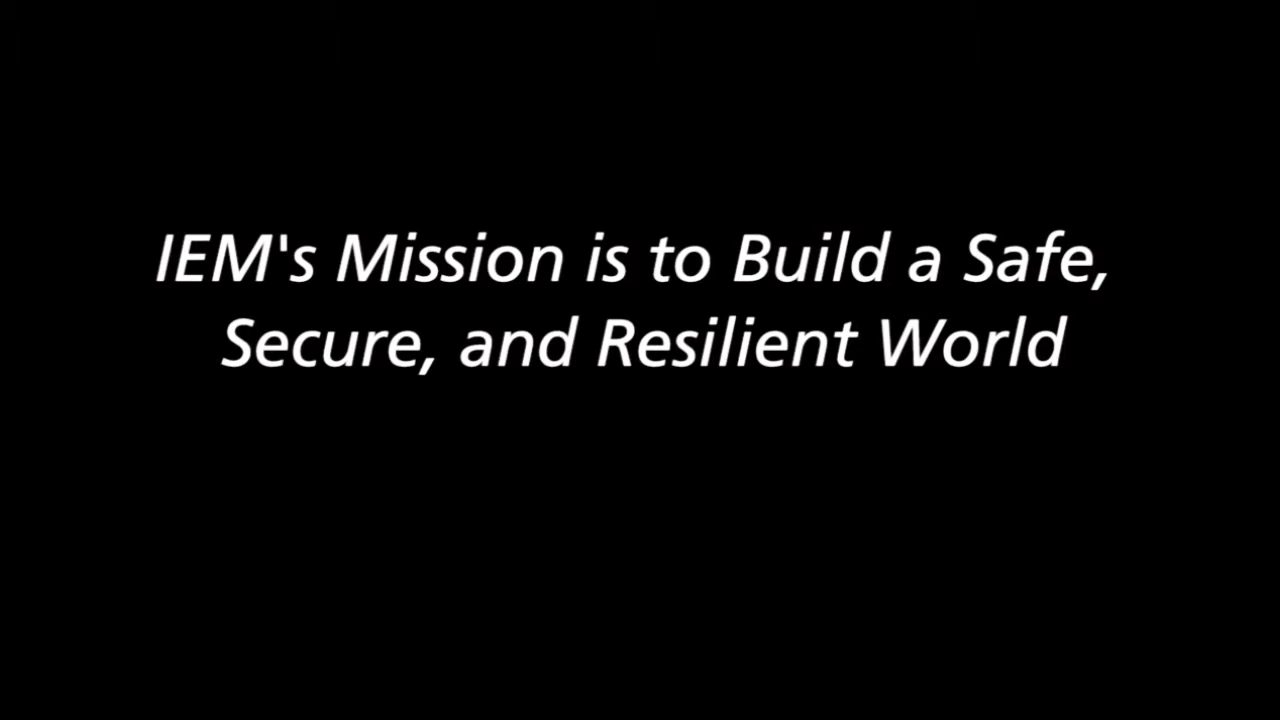 IEM's Mission is to Build a Safe,
Secure, and Resilient World